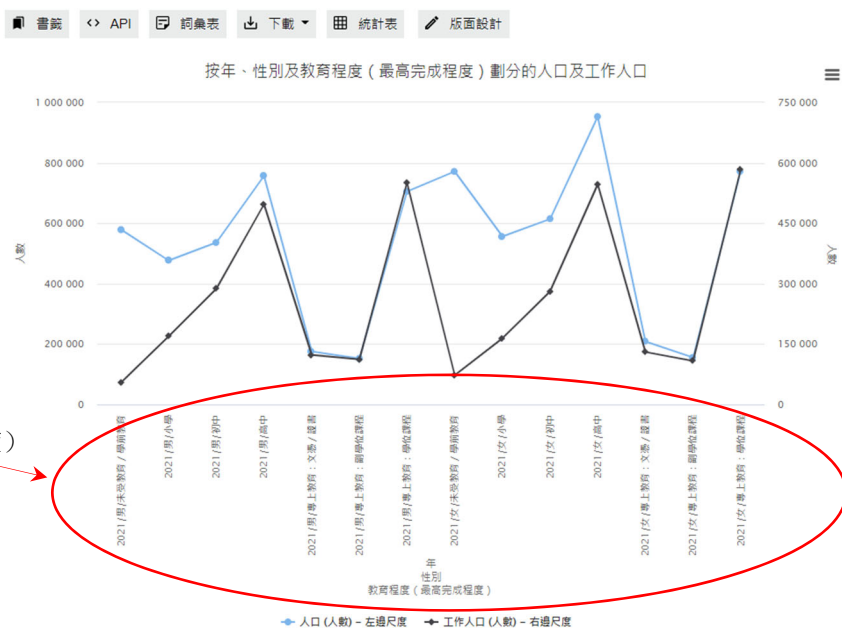 書籤
API
詞彙表
下載
統計表
版面設計
按年、性別及教育程度(最高完成程度)劃分的人口及工作人口
1 000 000
800 000
600 000
400 000
200 000
0
人數
750 000
600 000
450 000
300 000
150 000
0
人數
)
2021/男/未受教育/學前教育
2021/男/小學
2021/男/初中
2021/男/高中
2021/男/專上教育:文憑/證書
2021/男/專上教育:副學位課程
2021/男/專上教育:學位課程
2021/女/未受教育/學前教育
2021/女/小學
2021/女/初中
2021/女/高中
2021/女/專上教育:文憑/證書
2021/女/專上教育:副學位課程
2021/女/專上教育:學位課程
年
性別
教育程度(最高完成程度)
人口 (人數) – 左邊尺度
工作人口 (人數) – 右邊尺度